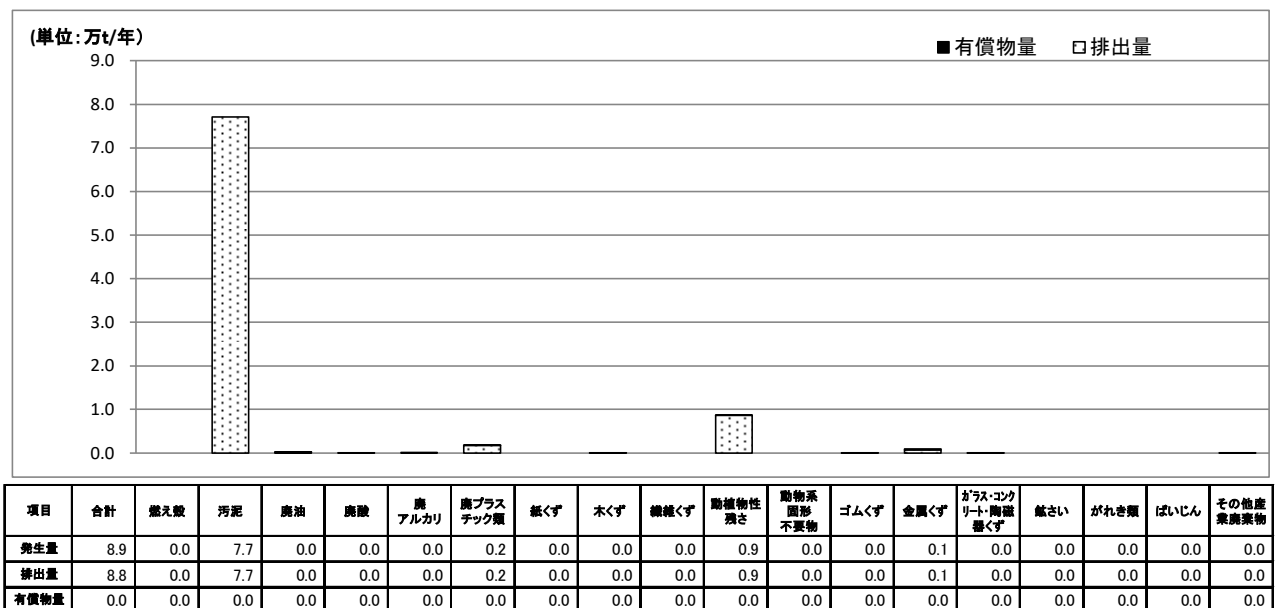 (単位:万t/年)
■有償物量 □排出量
9.0
8.0
7.0
6.0
5.0
4.0
3.0
2.0
1.0
0.0
項目 合計 燃え殻 汚泥 廃油 廃酸 廃アルカリ 廃プラスチック類 紙くず 木くず 繊維くず 動植物性残さ 動物系固形不要物 ゴムくず 金属くず ガラス・コンクリート・陶磁器くず 鉱さい がれき類 ばいじん その他産業廃棄物
発生量 8.9 0.0 7.7 0.0 0.0 0.0 0.2 0.0 0.0 0.0 0.9 0.0 0.0 0.1 0.0 0.0 0.0 0.0 0.0
排出量 8.8 0.0 7.7 0.0 0.0 0.0 0.2 0.0 0.0 0.0 0.9 0.0 0.0 0.1 0.0 0.0 0.0 0.0 0.0
有償物量 0.0 0.0 0.0 0.0 0.0 0.0 0.0 0.0 0.0 0.0 0.0 0.0 0.0 0.0 0.0 0.0 0.0 0.0 0.0